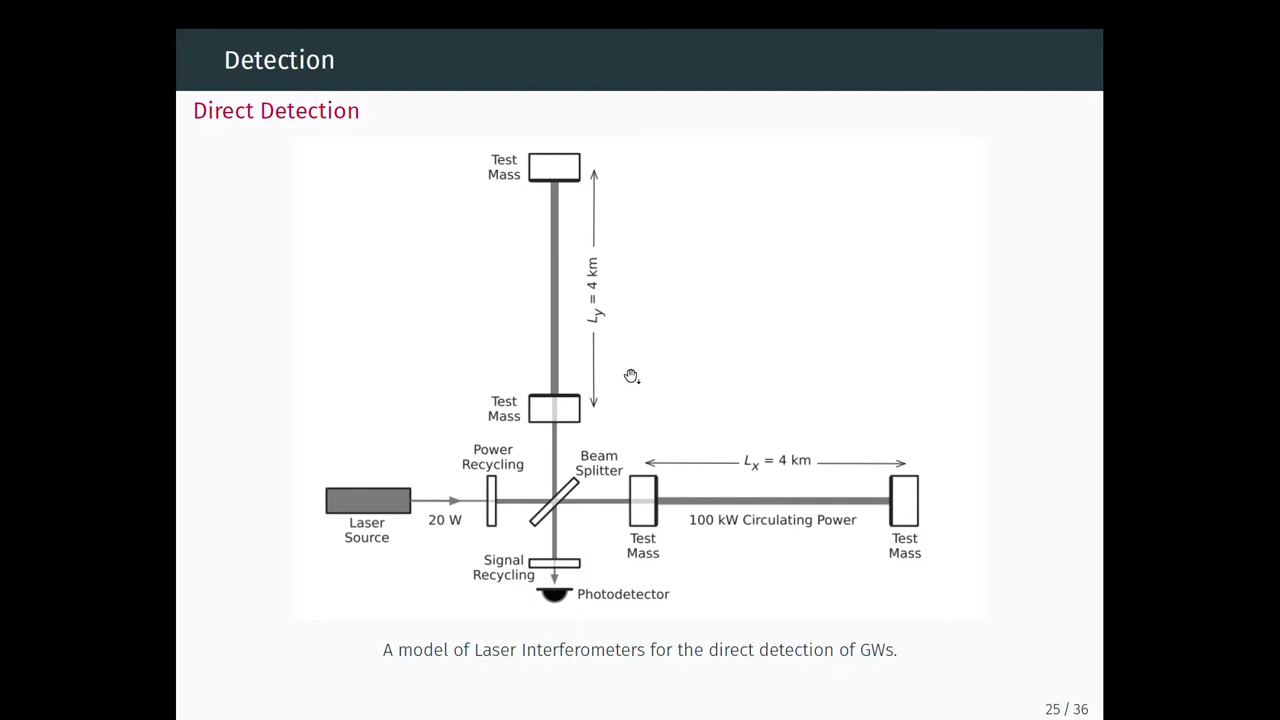 Detection
Direct Detection
Test
Mass
Ly = 4 km
Test
Mass
Power
Recycling
Beam
Splitter
Lx = 4 km
Laser
Source
20 W
100 kW Circulating Power
Test
Mass
Test
Mass
Signal
Recycling
Photodetector
A model of Laser Interferometers for the direct detection of GWs.
25 / 36